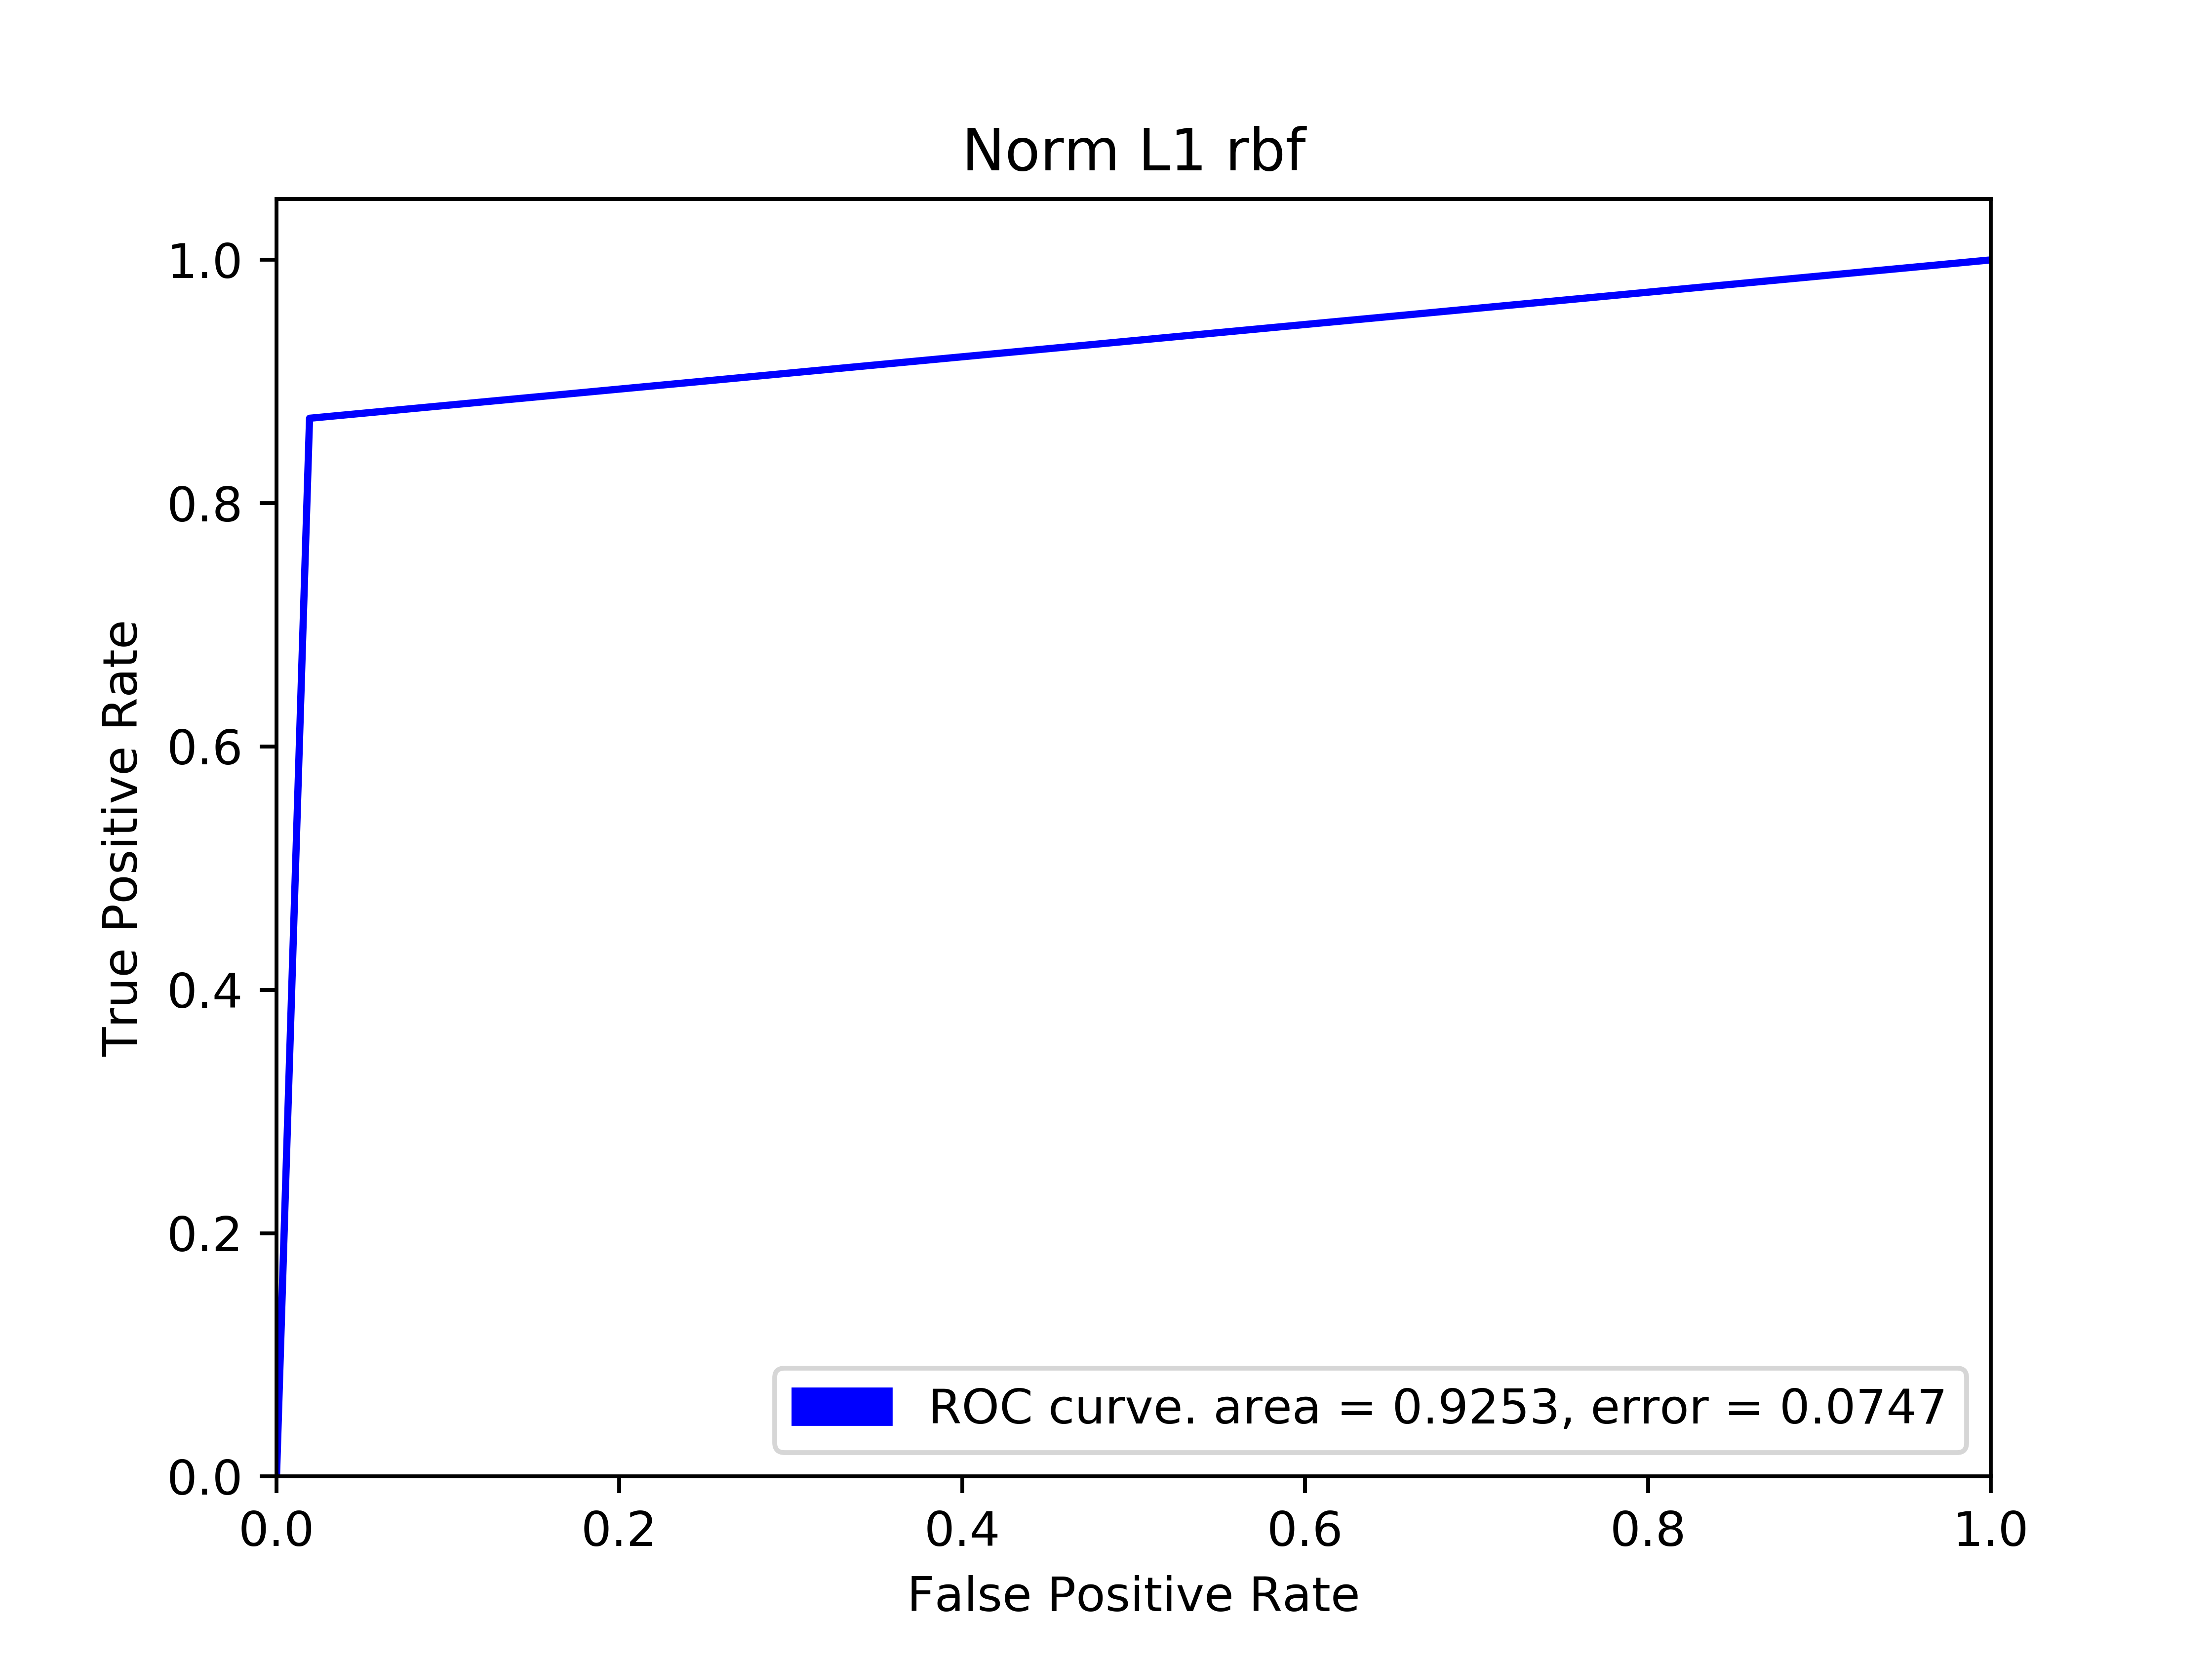 Norm L1 rbf
1.0
0.8
0.6
0.4
0.2
0.0
True Positive Rate
ROC curve. area = 0.9253, error = 0.0747
0.0 0.2 0.4 0.6 0.8 1.0
False Positive Rate